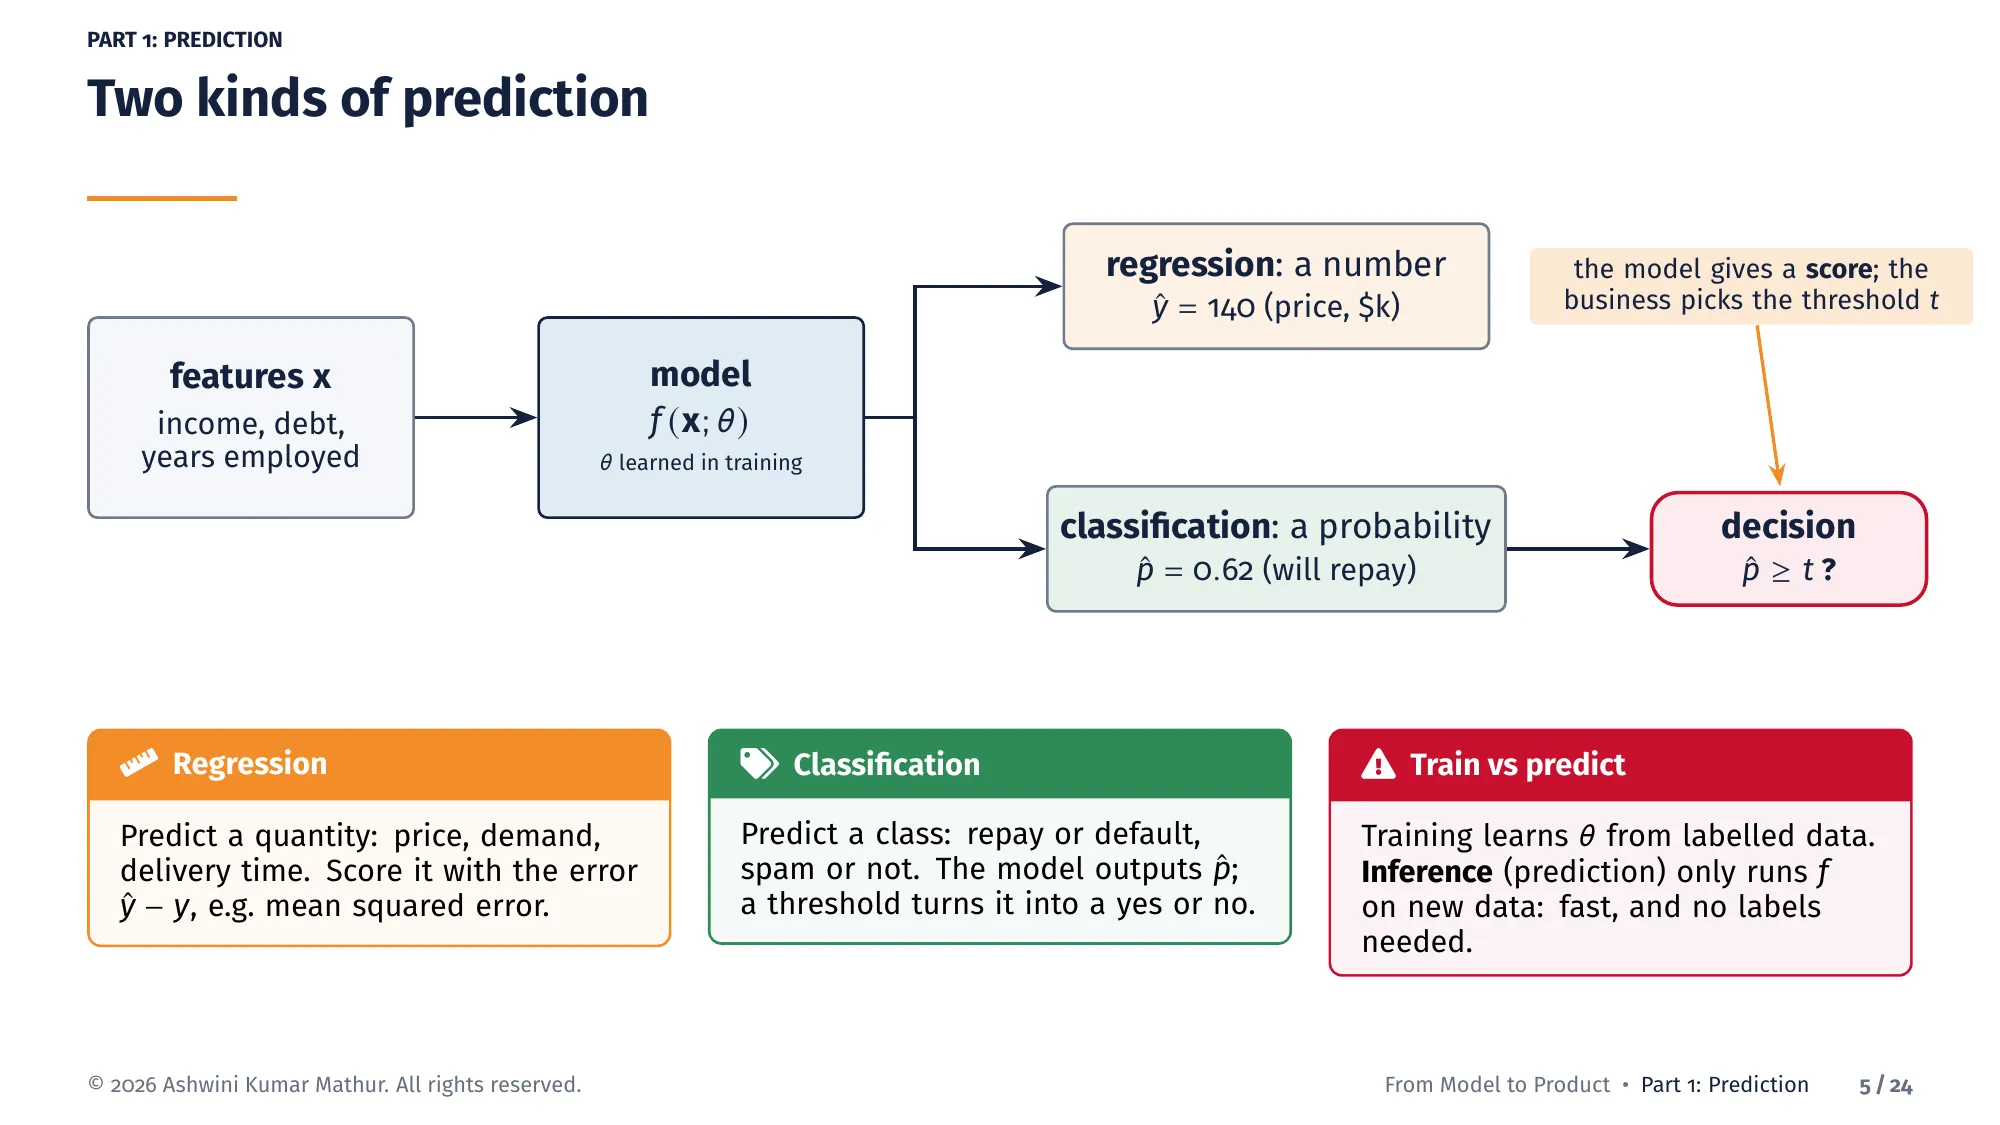 PART 1: PREDICTION
Two kinds of prediction
features x
income, debt,
years employed
model
f(x; θ)
θ learned in training
regression: a number
ŷ = 140 (price, $k)
the model gives a score; the
business picks the threshold t
classification: a probability
p̂ = 0.62 (will repay)
decision
p̂ ≥ t ?
Regression
Predict a quantity: price, demand,
delivery time. Score it with the error
ŷ − y, e.g. mean squared error.
Classification
Predict a class: repay or default,
spam or not. The model outputs p̂;
a threshold turns it into a yes or no.
Train vs predict
Training learns θ from labelled data.
Inference (prediction) only runs f
on new data: fast, and no labels
needed.
© 2026 Ashwini Kumar Mathur. All rights reserved.
From Model to Product • Part 1: Prediction 5 / 24